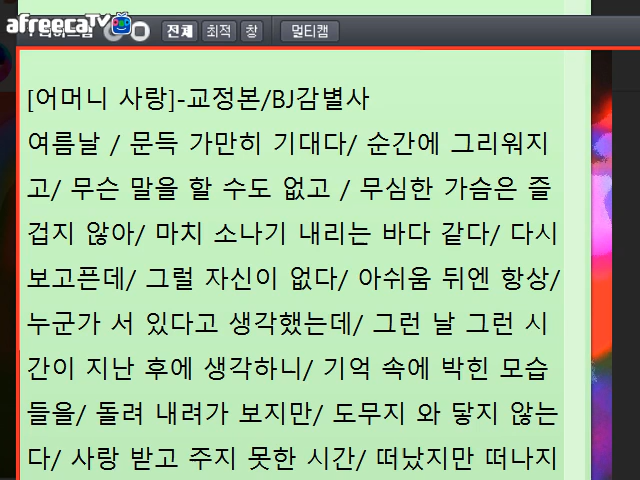 afreecaTV
전체 최적 창 멀티캠
[어머니 사랑]-교정본/BJ감별사
여름날 / 문득 가만히 기대다/ 순간에 그리워지
고/ 무슨 말을 할 수도 없고 / 무심한 가슴은 즐
겁지 않아/ 마치 소나기 내리는 바다 같다/ 다시
보고픈데/ 그럴 자신이 없다/ 아쉬움 뒤엔 항상/
누군가 서 있다고 생각했는데/ 그런 날 그런 시
간이 지난 후에 생각하니/ 기억 속에 박힌 모습
들을/ 돌려 내려가 보지만/ 도무지 와 닿지 않는
다/ 사랑 받고 주지 못한 시간/ 떠났지만 떠나지